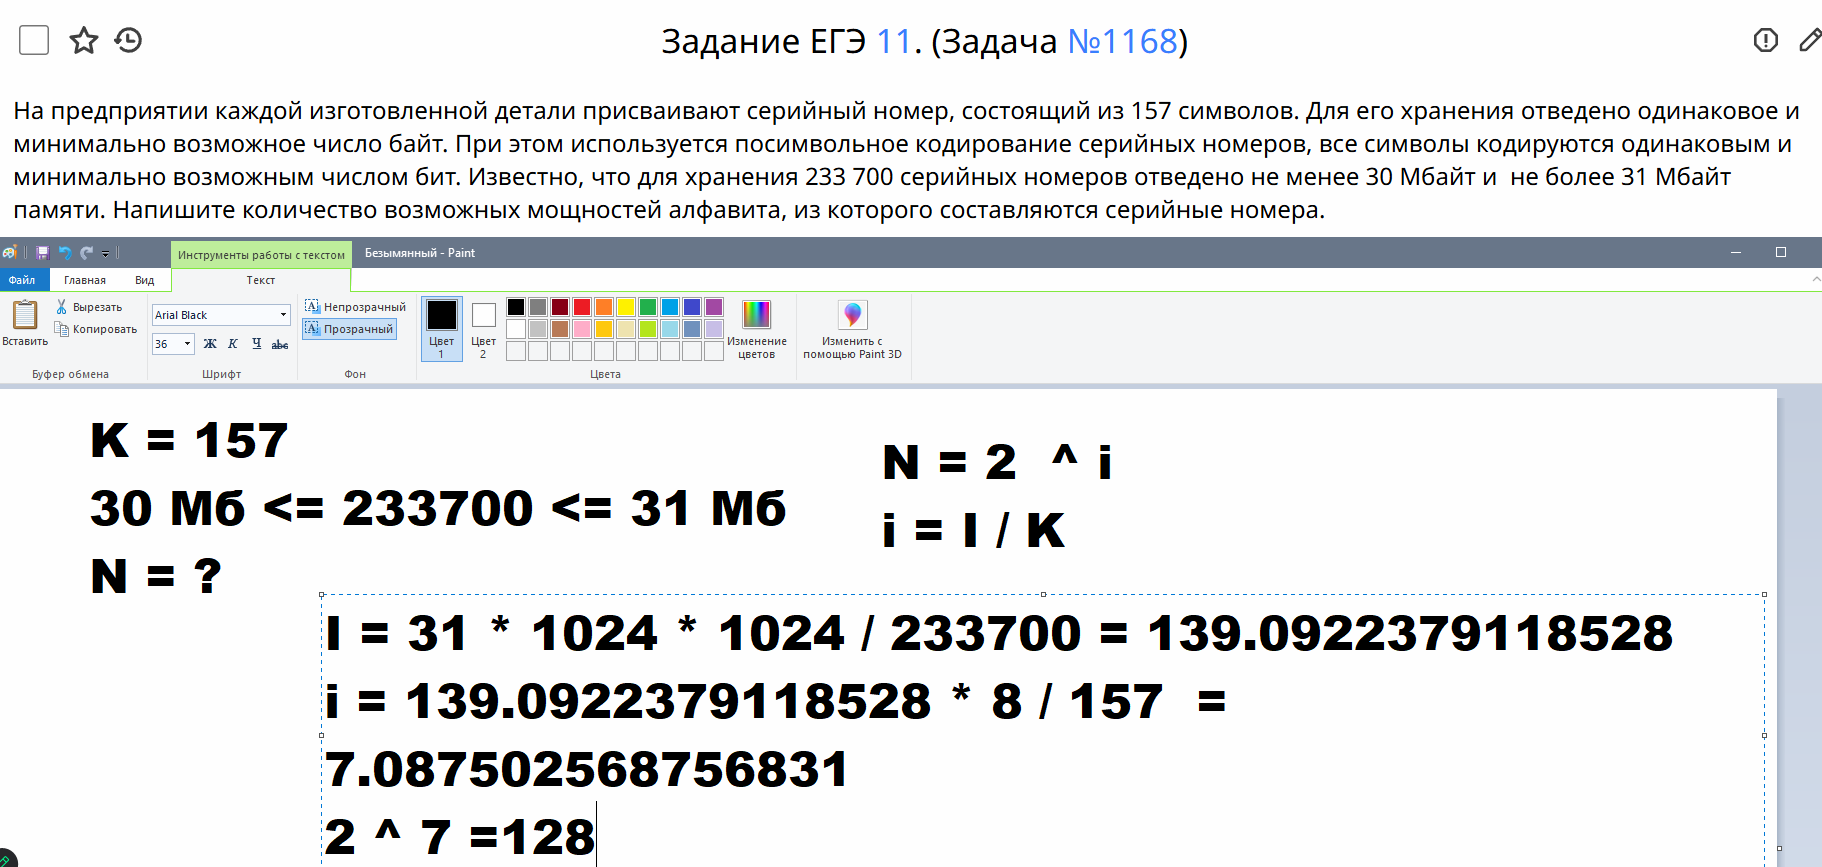 Задание ЕГЭ 11. (Задача №1168)
На предприятии каждой изготовленной детали присваивают серийный номер, состоящий из 157 символов. Для его хранения отведено одинаковое и
минимально возможное число байт. При этом используется посимвольное кодирование серийных номеров, все символы кодируются одинаковым и
минимально возможным числом бит. Известно, что для хранения 233 700 серийных номеров отведено не менее 30 Мбайт и  не более 31 Мбайт
памяти. Напишите количество возможных мощностей алфавита, из которого составляются серийные номера.
Инструменты работы с текстом
Безымянный - Paint
Файл
Главная
Вид
Текст
Вставить
Вырезать
Копировать
Буфер обмена
Arial Black
36
Ж К Ч abc
Шрифт
Непрозрачный
Прозрачный
Фон
Цвет
1
Цвет
2
Цвета
Изменение
цветов
Изменить с
помощью Paint 3D
K = 157
30 Мб <= 233700 <= 31 Мб
N = ?
N = 2  ^ i
i = I / K
I = 31 * 1024 * 1024 / 233700 = 139.0922379118528
i = 139.0922379118528 * 8 / 157  =
7.087502568756831
2 ^ 7 =128